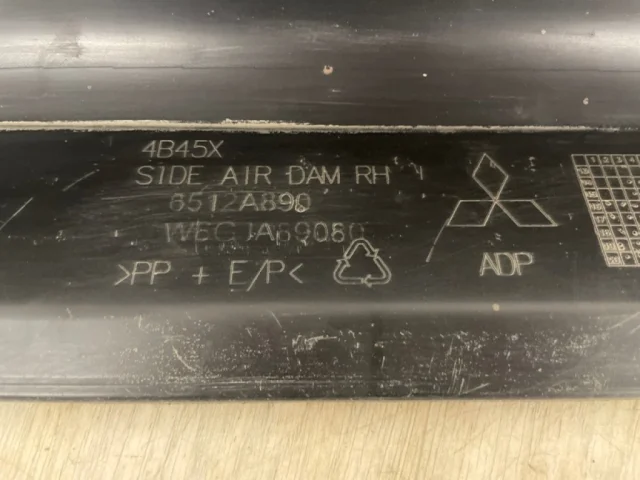 4B45X
SIDE AIR DAM RH
6512A890
>PP + E/P<
ADP